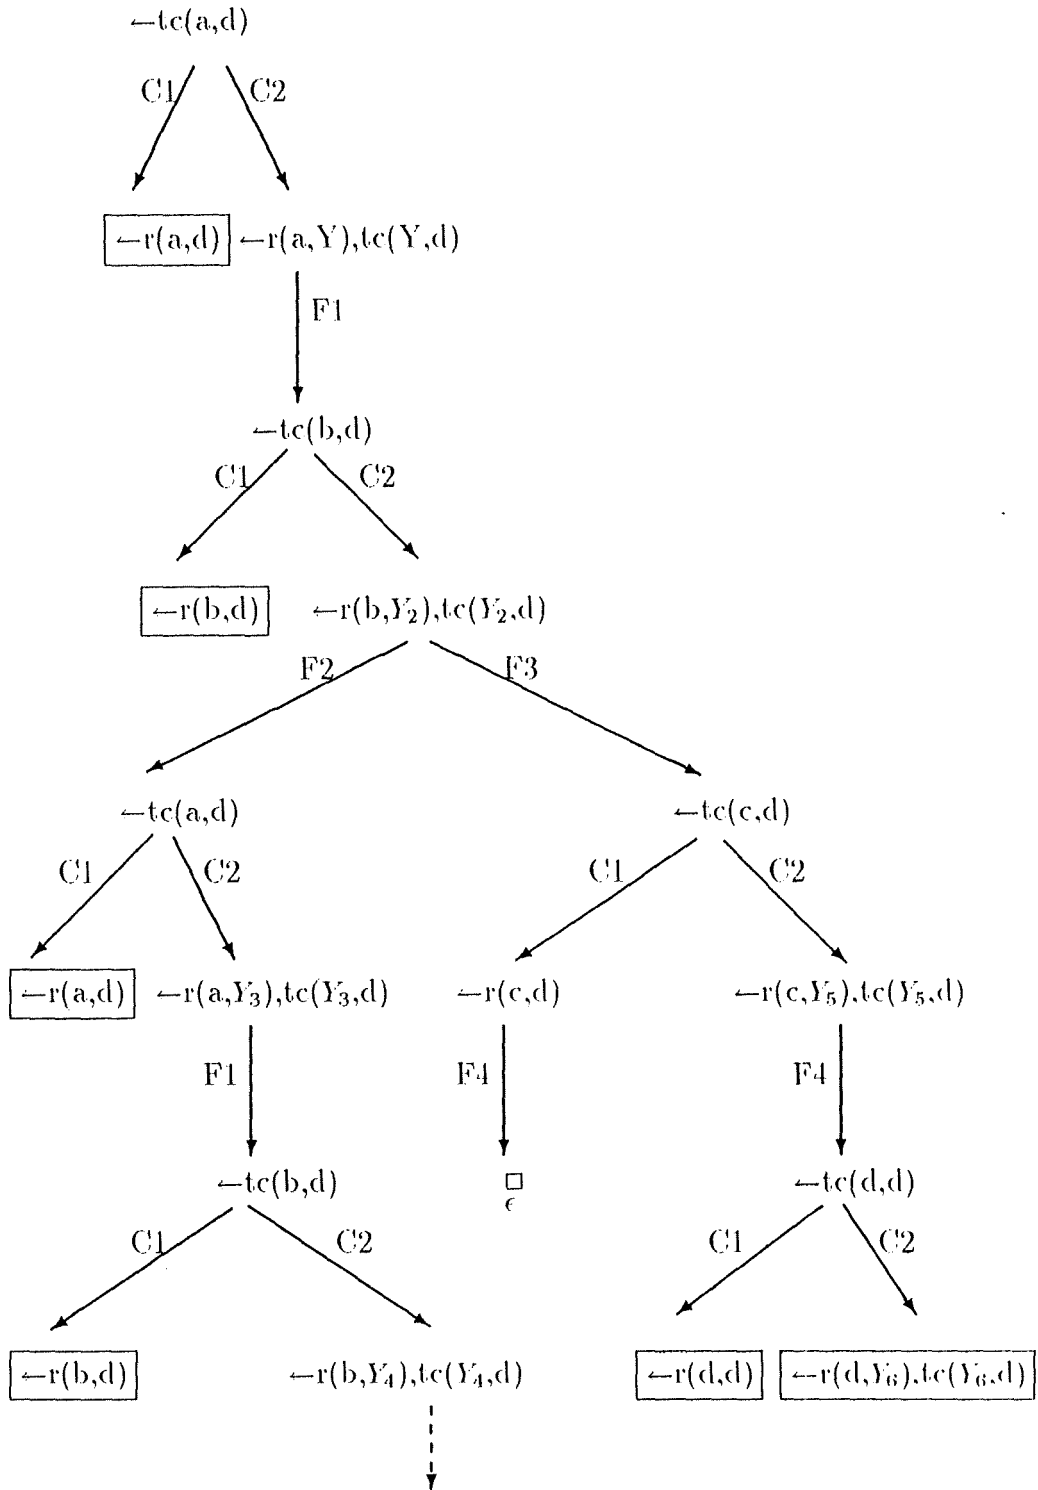 ←tc(a,d)
C1 C2
←r(a,d) ←r(a,Y),tc(Y,d)
F1
←tc(b,d)
C1 C2
←r(b,d) ←r(b,Y₂),tc(Y₂,d)
F2 F3
←tc(a,d) ←tc(c,d)
C1 C2 C1 C2
←r(a,d) ←r(a,Y₃),tc(Y₃,d) ←r(c,d) ←r(c,Y₅),tc(Y₅,d)
F1 F4 F4
←tc(b,d) □ ←tc(d,d)
ϵ
C1 C2 C1 C2
←r(b,d) ←r(b,Y₄),tc(Y₄,d) ←r(d,d) ←r(d,Y₆),tc(Y₆,d)